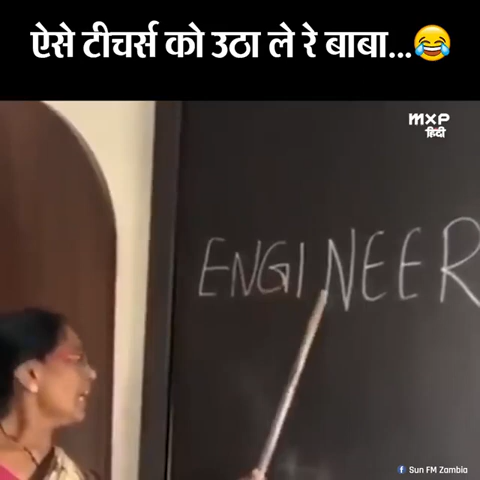 ऐसे टीचर्स को उठा ले रे बाबा...😂
MXP
हिंदी
ENGINEER
Sun FM Zambia